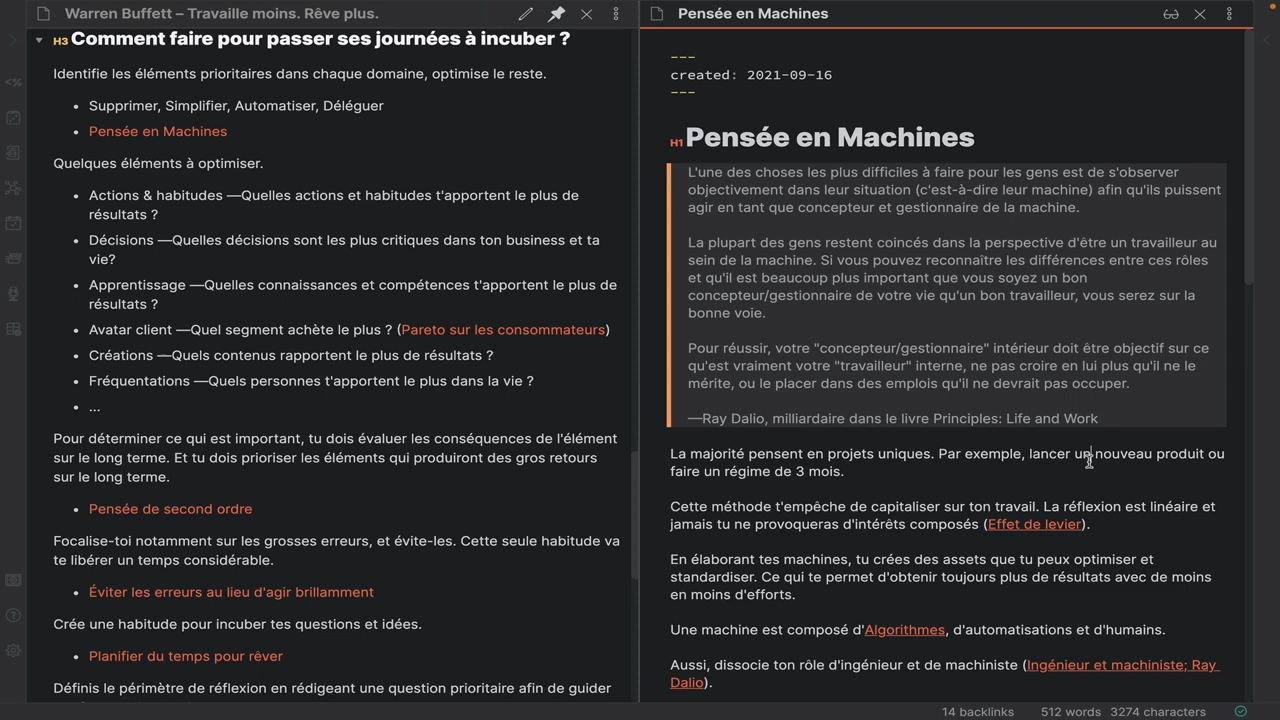 Warren Buffett – Travaille moins. Rêve plus.
H3 Comment faire pour passer ses journées à incuber ?
Identifie les éléments prioritaires dans chaque domaine, optimise le reste.
• Supprimer, Simplifier, Automatiser, Déléguer
• Pensée en Machines
Quelques éléments à optimiser.
• Actions & habitudes —Quelles actions et habitudes t'apportent le plus de
résultats ?
• Décisions —Quelles décisions sont les plus critiques dans ton business et ta
vie?
• Apprentissage —Quelles connaissances et compétences t'apportent le plus de
résultats ?
• Avatar client —Quel segment achète le plus ? (Pareto sur les consommateurs)
• Créations —Quels contenus rapportent le plus de résultats ?
• Fréquentations —Quels personnes t'apportent le plus dans la vie ?
• ...
Pour déterminer ce qui est important, tu dois évaluer les conséquences de l'élément
sur le long terme. Et tu dois prioriser les éléments qui produiront des gros retours
sur le long terme.
• Pensée de second ordre
Focalise-toi notamment sur les grosses erreurs, et évite-les. Cette seule habitude va
te libérer un temps considérable.
• Éviter les erreurs au lieu d'agir brillamment
Crée une habitude pour incuber tes questions et idées.
• Planifier du temps pour rêver
Définis le périmètre de réflexion en rédigeant une question prioritaire afin de guider
Pensée en Machines
---
created: 2021-09-16
---
H1 Pensée en Machines
L'une des choses les plus difficiles à faire pour les gens est de s'observer
objectivement dans leur situation (c'est-à-dire leur machine) afin qu'ils puissent
agir en tant que concepteur et gestionnaire de la machine.
La plupart des gens restent coincés dans la perspective d'être un travailleur au
sein de la machine. Si vous pouvez reconnaître les différences entre ces rôles
et qu'il est beaucoup plus important que vous soyez un bon
concepteur/gestionnaire de votre vie qu'un bon travailleur, vous serez sur la
bonne voie.
Pour réussir, votre "concepteur/gestionnaire" intérieur doit être objectif sur ce
qu'est vraiment votre "travailleur" interne, ne pas croire en lui plus qu'il ne le
mérite, ou le placer dans des emplois qu'il ne devrait pas occuper.
—Ray Dalio, milliardaire dans le livre Principles: Life and Work
La majorité pensent en projets uniques. Par exemple, lancer un nouveau produit ou
faire un régime de 3 mois.
Cette méthode t'empêche de capitaliser sur ton travail. La réflexion est linéaire et
jamais tu ne provoqueras d'intérêts composés (Effet de levier).
En élaborant tes machines, tu crées des assets que tu peux optimiser et
standardiser. Ce qui te permet d'obtenir toujours plus de résultats avec de moins
en moins d'efforts.
Une machine est composé d'Algorithmes, d'automatisations et d'humains.
Aussi, dissocie ton rôle d'ingénieur et de machiniste (Ingénieur et machiniste; Ray
Dalio).
14 backlinks 512 words 3274 characters